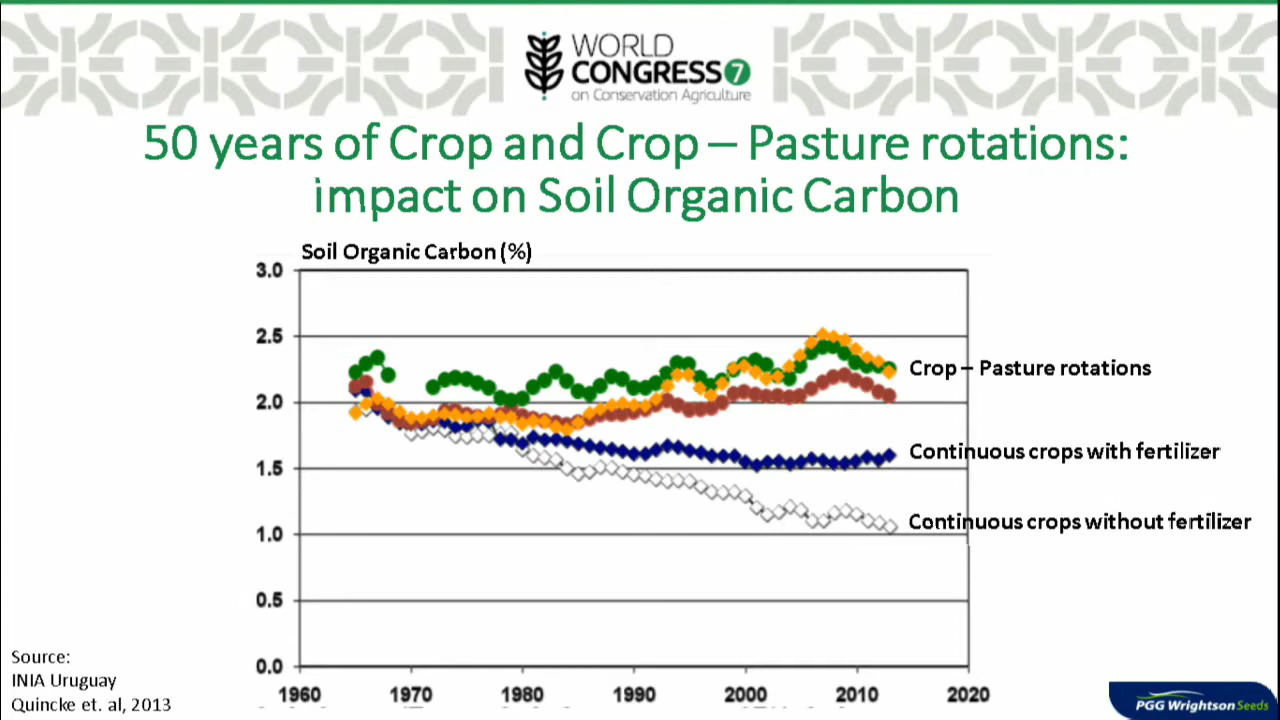 WORLD
CONGRESS 7
on Conservation Agriculture
50 years of Crop and Crop – Pasture rotations:
impact on Soil Organic Carbon
Soil Organic Carbon (%)
3.0
2.5
2.0
1.5
1.0
0.5
0.0
Crop – Pasture rotations
Continuous crops with fertilizer
Continuous crops without fertilizer
1960 1970 1980 1990 2000 2010 2020
Source:
INIA Uruguay
Quincke et. al, 2013
PGG Wrightson Seeds